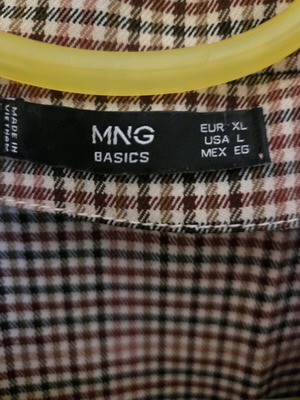 MADE IN
VIETNAM
MNG
BASICS
EUR XL
USA L
MEX EG